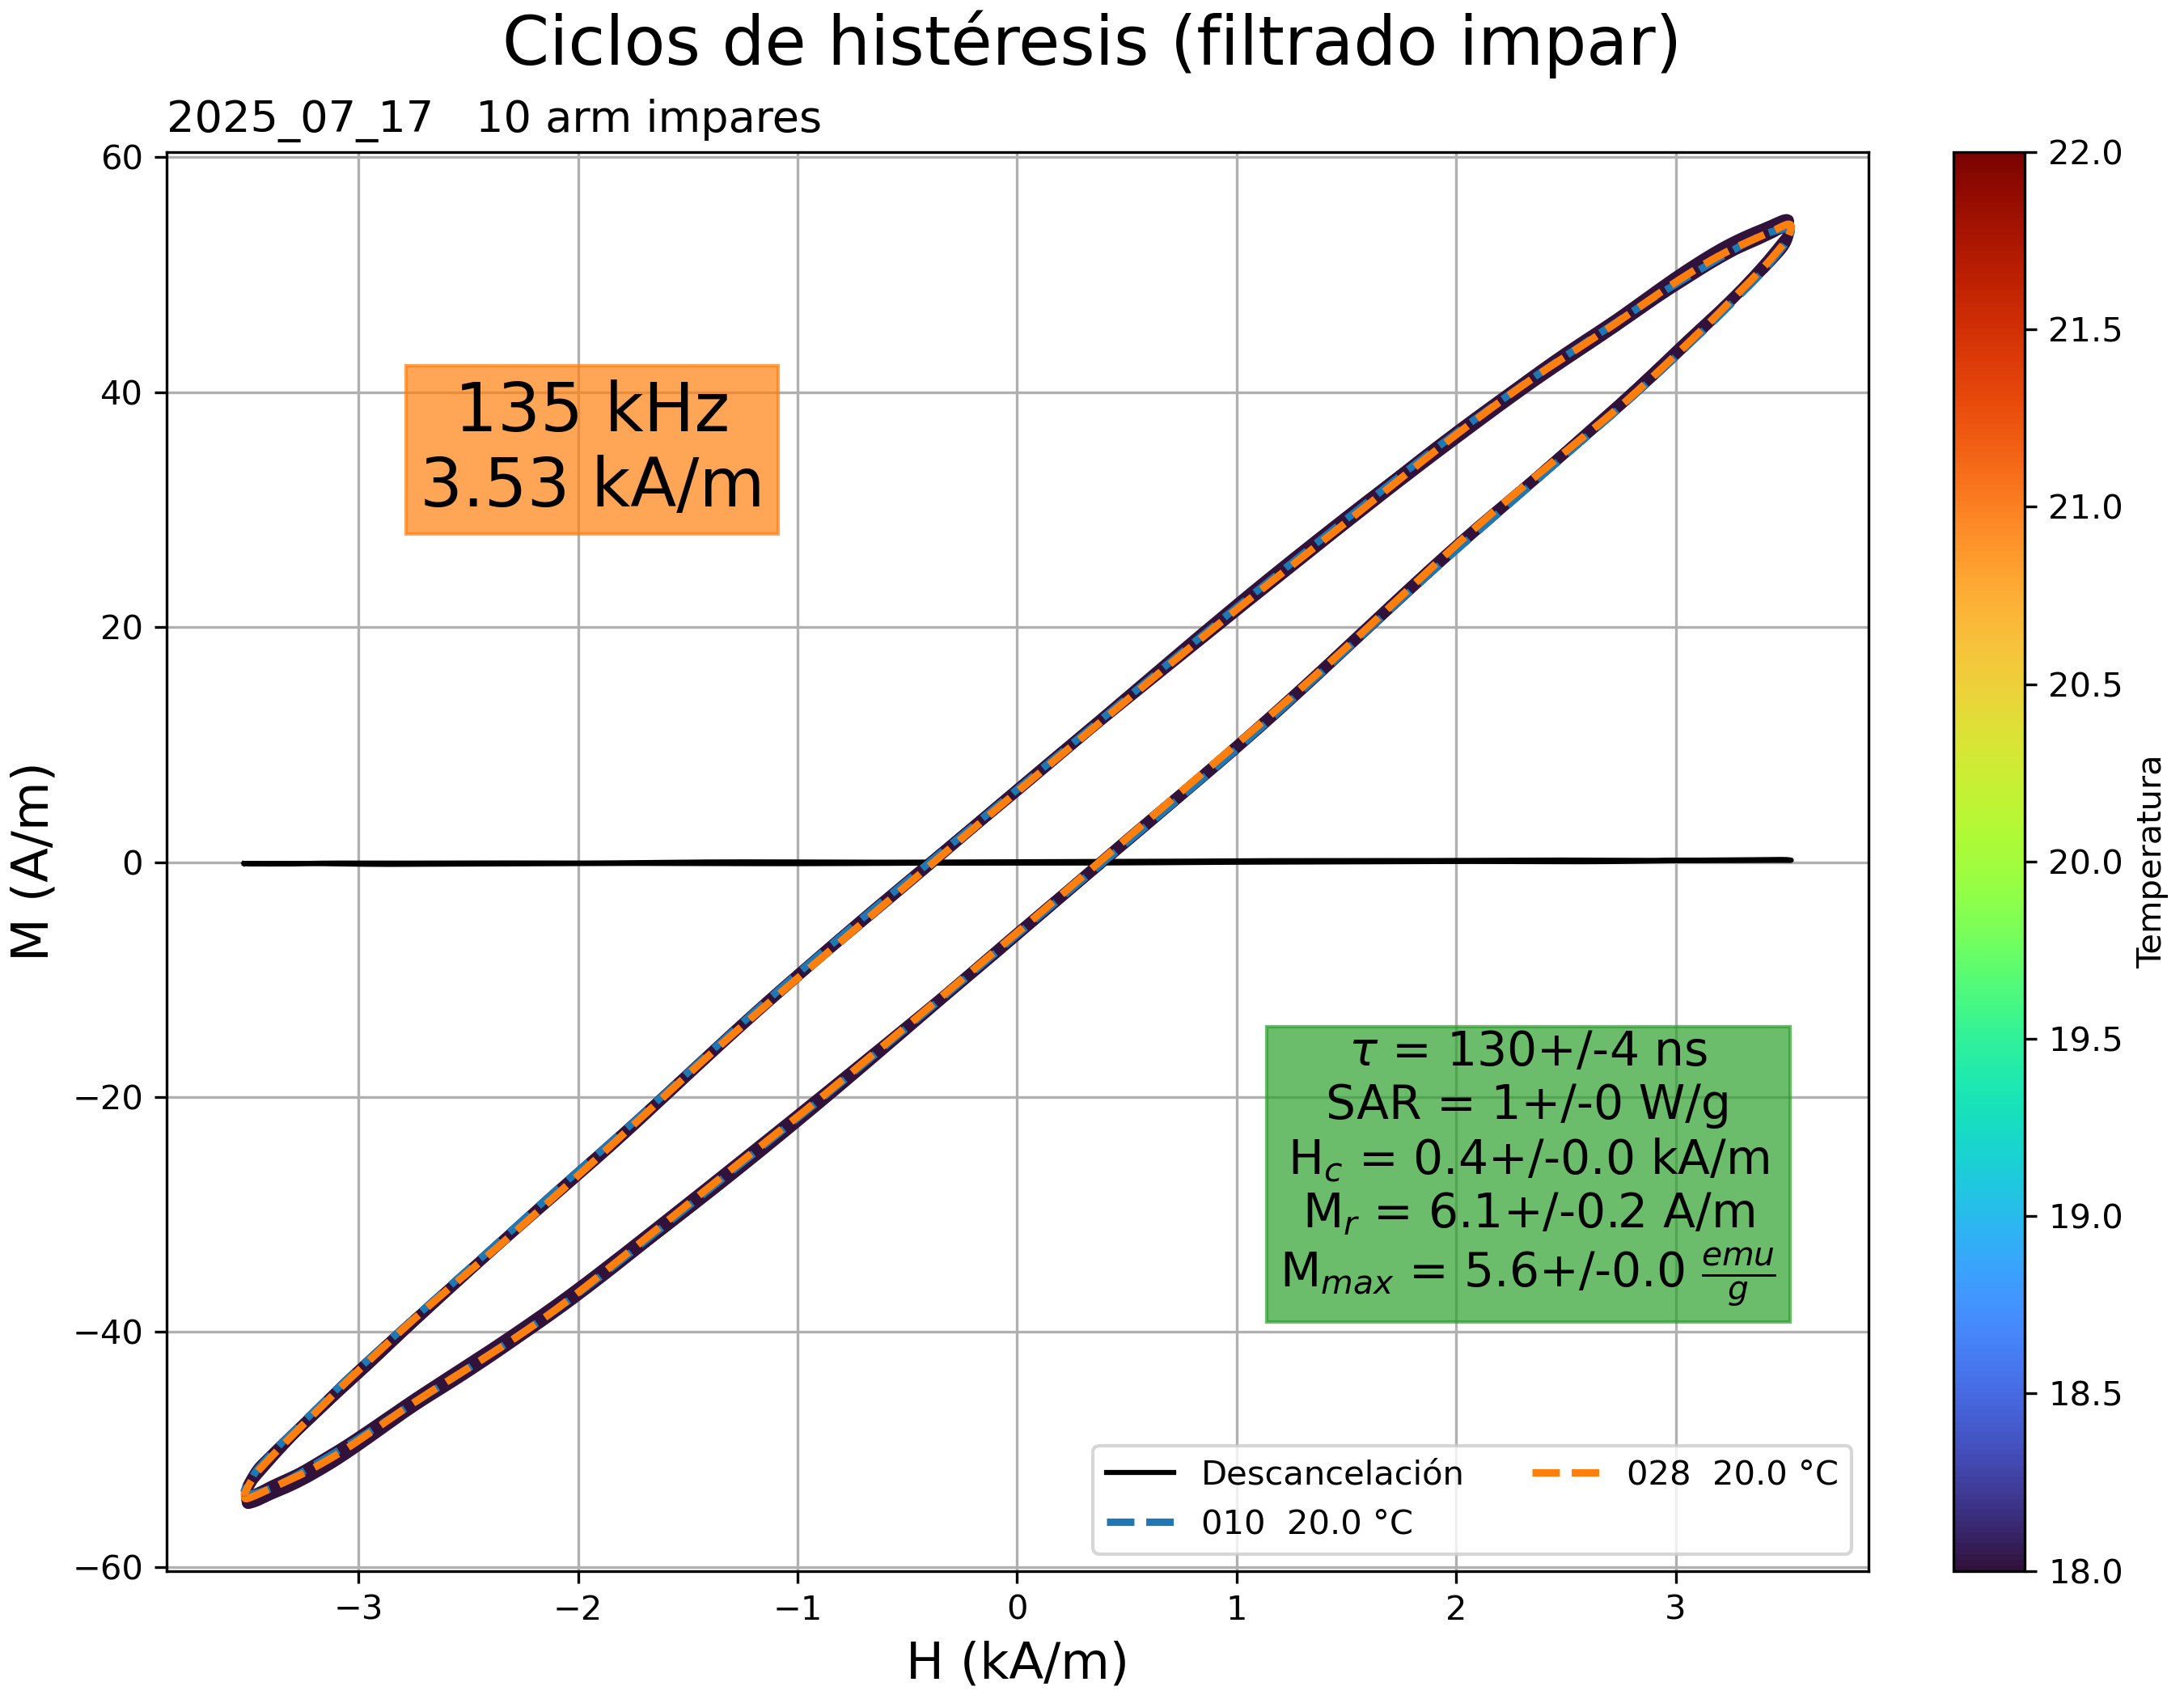 Ciclos de histéresis (filtrado impar)
2025_07_17   10 arm impares
60
40
20
0
−20
−40
−60
M (A/m)
135 kHz
3.53 kA/m
τ = 130+/-4 ns
SAR = 1+/-0 W/g
H_c = 0.4+/-0.0 kA/m
M_r = 6.1+/-0.2 A/m
M_max = 5.6+/-0.0 emu/g
Descancelación
010  20.0 °C
028  20.0 °C
−3 −2 −1 0 1 2 3
H (kA/m)
22.0
21.5
21.0
20.5
20.0
19.5
19.0
18.5
18.0
Temperatura